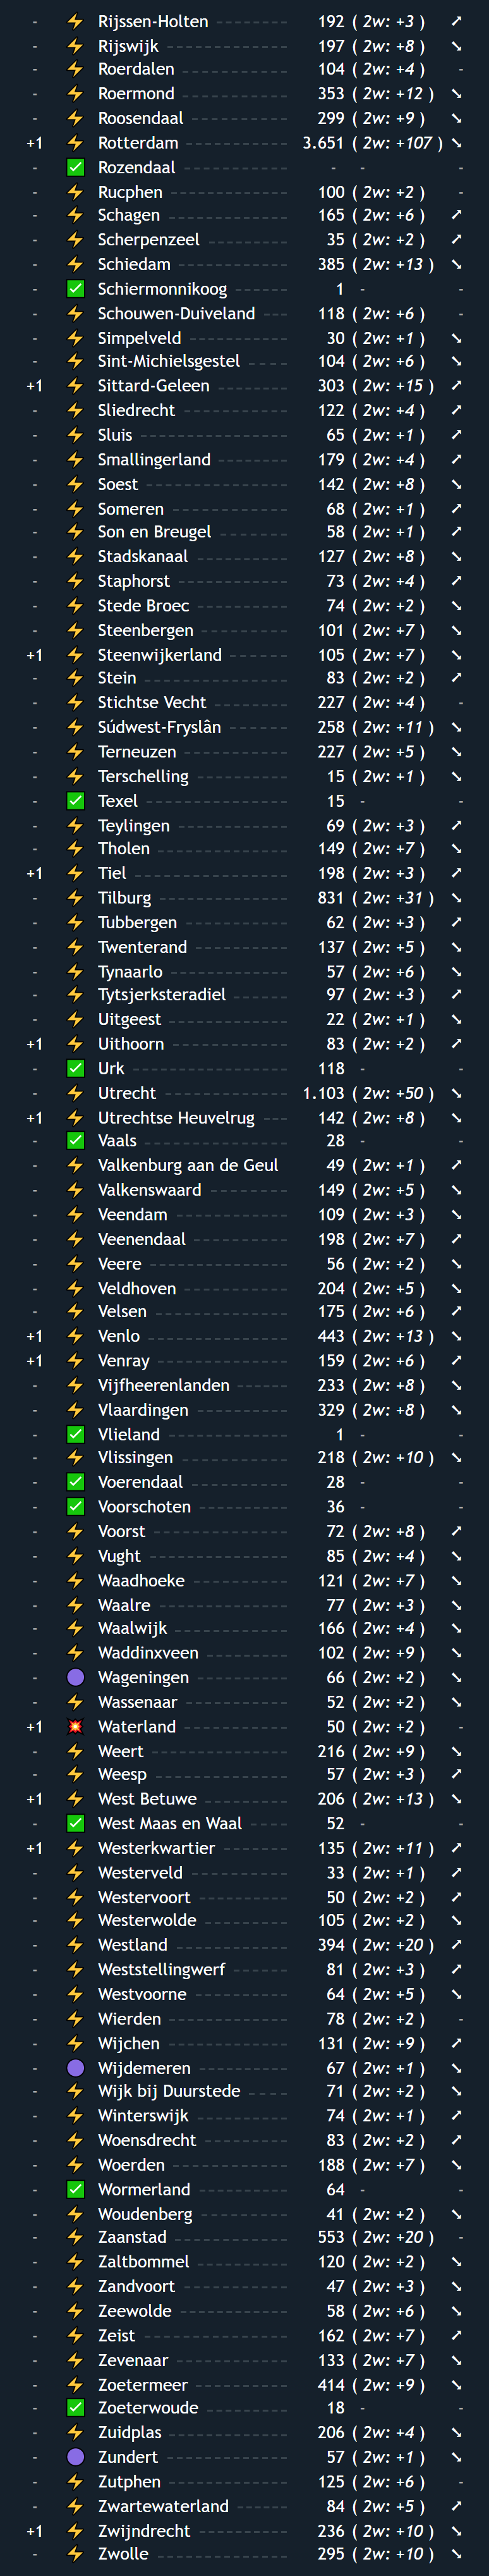 - ⚡ Rijssen-Holten ------- 192 ( 2w: +3 ) ➚
- ⚡ Rijswijk ------------ 197 ( 2w: +8 ) ➘
- ⚡ Roerdalen ---------- 104 ( 2w: +4 ) -
- ⚡ Roermond ---------- 353 ( 2w: +12 ) ➘
- ⚡ Roosendaal --------- 299 ( 2w: +9 ) ➘
+1 ⚡ Rotterdam ---------- 3.651 ( 2w: +107 ) ➘
- ✅ Rozendaal ---------- - - -
- ⚡ Rucphen ----------- 100 ( 2w: +2 ) -
- ⚡ Schagen ------------ 165 ( 2w: +6 ) ➚
- ⚡ Scherpenzeel -------- 35 ( 2w: +2 ) ➚
- ⚡ Schiedam ---------- 385 ( 2w: +13 ) ➘
- ✅ Schiermonnikoog ----- 1 - -
- ⚡ Schouwen-Duiveland --- 118 ( 2w: +6 ) -
- ⚡ Simpelveld ---------- 30 ( 2w: +1 ) ➘
- ⚡ Sint-Michielsgestel ---- 104 ( 2w: +6 ) ➘
+1 ⚡ Sittard-Geleen ------- 303 ( 2w: +15 ) ➚
- ⚡ Sliedrecht ---------- 122 ( 2w: +4 ) ➚
- ⚡ Sluis --------------- 65 ( 2w: +1 ) ➚
- ⚡ Smallingerland ------- 179 ( 2w: +4 ) ➚
- ⚡ Soest -------------- 142 ( 2w: +8 ) ➘
- ⚡ Someren ----------- 68 ( 2w: +1 ) ➚
- ⚡ Son en Breugel ------- 58 ( 2w: +1 ) ➚
- ⚡ Stadskanaal --------- 127 ( 2w: +8 ) ➘
- ⚡ Staphorst ----------- 73 ( 2w: +4 ) ➚
- ⚡ Stede Broec --------- 74 ( 2w: +2 ) ➘
- ⚡ Steenbergen -------- 101 ( 2w: +7 ) ➘
+1 ⚡ Steenwijkerland ------ 105 ( 2w: +7 ) ➘
- ⚡ Stein -------------- 83 ( 2w: +2 ) ➚
- ⚡ Stichtse Vecht ------- 227 ( 2w: +4 ) -
- ⚡ Súdwest-Fryslân ------ 258 ( 2w: +11 ) ➘
- ⚡ Terneuzen ---------- 227 ( 2w: +5 ) ➘
- ⚡ Terschelling --------- 15 ( 2w: +1 ) ➘
- ✅ Texel -------------- 15 - -
- ⚡ Teylingen ----------- 69 ( 2w: +3 ) ➚
- ⚡ Tholen ------------- 149 ( 2w: +7 ) ➘
+1 ⚡ Tiel --------------- 198 ( 2w: +3 ) ➚
- ⚡ Tilburg ------------- 831 ( 2w: +31 ) ➘
- ⚡ Tubbergen ---------- 62 ( 2w: +3 ) ➚
- ⚡ Twenterand --------- 137 ( 2w: +5 ) ➘
- ⚡ Tynaarlo ----------- 57 ( 2w: +6 ) ➘
- ⚡ Tytsjerksteradiel ----- 97 ( 2w: +3 ) ➚
- ⚡ Uitgeest ----------- 22 ( 2w: +1 ) ➘
+1 ⚡ Uithoorn ----------- 83 ( 2w: +2 ) ➚
- ✅ Urk ---------------- 118 - -
- ⚡ Utrecht ------------ 1.103 ( 2w: +50 ) ➘
+1 ⚡ Utrechtse Heuvelrug --- 142 ( 2w: +8 ) ➘
- ✅ Vaals -------------- 28 - -
- ⚡ Valkenburg aan de Geul 49 ( 2w: +1 ) ➚
- ⚡ Valkenswaard -------- 149 ( 2w: +5 ) ➘
- ⚡ Veendam ----------- 109 ( 2w: +3 ) ➘
- ⚡ Veenendaal --------- 198 ( 2w: +7 ) ➚
- ⚡ Veere -------------- 56 ( 2w: +2 ) ➘
- ⚡ Veldhoven ---------- 204 ( 2w: +5 ) ➘
- ⚡ Velsen ------------- 175 ( 2w: +6 ) ➚
+1 ⚡ Venlo -------------- 443 ( 2w: +13 ) ➘
+1 ⚡ Venray ------------- 159 ( 2w: +6 ) ➚
- ⚡ Vijfheerenlanden ----- 233 ( 2w: +8 ) ➘
- ⚡ Vlaardingen --------- 329 ( 2w: +8 ) ➘
- ✅ Vlieland ------------ 1 - -
- ⚡ Vlissingen ---------- 218 ( 2w: +10 ) ➘
- ✅ Voerendaal --------- 28 - -
- ✅ Voorschoten -------- 36 - -
- ⚡ Voorst ------------- 72 ( 2w: +8 ) ➚
- ⚡ Vught -------------- 85 ( 2w: +4 ) ➘
- ⚡ Waadhoeke --------- 121 ( 2w: +7 ) ➘
- ⚡ Waalre ------------- 77 ( 2w: +3 ) ➘
- ⚡ Waalwijk ----------- 166 ( 2w: +4 ) ➘
- ⚡ Waddinxveen -------- 102 ( 2w: +9 ) ➘
- 🟣 Wageningen --------- 66 ( 2w: +2 ) ➘
- ⚡ Wassenaar ---------- 52 ( 2w: +2 ) ➘
+1 💥 Waterland ---------- 50 ( 2w: +2 ) -
- ⚡ Weert ------------- 216 ( 2w: +9 ) ➘
- ⚡ Weesp ------------- 57 ( 2w: +3 ) ➚
+1 ⚡ West Betuwe -------- 206 ( 2w: +13 ) ➘
- ✅ West Maas en Waal ---- 52 - -
+1 ⚡ Westerkwartier ------ 135 ( 2w: +11 ) ➚
- ⚡ Westerveld --------- 33 ( 2w: +1 ) ➚
- ⚡ Westervoort -------- 50 ( 2w: +2 ) ➚
- ⚡ Westerwolde -------- 105 ( 2w: +2 ) ➘
- ⚡ Westland ----------- 394 ( 2w: +20 ) ➚
- ⚡ Weststellingwerf ----- 81 ( 2w: +3 ) ➚
- ⚡ Westvoorne --------- 64 ( 2w: +5 ) ➘
- ⚡ Wierden ------------ 78 ( 2w: +2 ) -
- ⚡ Wijchen ------------ 131 ( 2w: +9 ) ➚
- 🟣 Wijdemeren --------- 67 ( 2w: +1 ) ➘
- ⚡ Wijk bij Duurstede ---- 71 ( 2w: +2 ) ➘
- ⚡ Winterswijk --------- 74 ( 2w: +1 ) ➚
- ⚡ Woensdrecht -------- 83 ( 2w: +2 ) ➚
- ⚡ Woerden ----------- 188 ( 2w: +7 ) ➘
- ✅ Wormerland --------- 64 - -
- ⚡ Woudenberg -------- 41 ( 2w: +2 ) ➘
- ⚡ Zaanstad ----------- 553 ( 2w: +20 ) -
- ⚡ Zaltbommel --------- 120 ( 2w: +2 ) ➘
- ⚡ Zandvoort ---------- 47 ( 2w: +3 ) ➘
- ⚡ Zeewolde ---------- 58 ( 2w: +6 ) ➘
- ⚡ Zeist -------------- 162 ( 2w: +7 ) ➚
- ⚡ Zevenaar ----------- 133 ( 2w: +7 ) ➘
- ⚡ Zoetermeer --------- 414 ( 2w: +9 ) ➘
- ✅ Zoeterwoude -------- 18 - -
- ⚡ Zuidplas ----------- 206 ( 2w: +4 ) ➘
- 🟣 Zundert ------------ 57 ( 2w: +1 ) ➘
- ⚡ Zutphen ----------- 125 ( 2w: +6 ) -
- ⚡ Zwartewaterland ----- 84 ( 2w: +5 ) ➚
+1 ⚡ Zwijndrecht --------- 236 ( 2w: +10 ) ➘
- ⚡ Zwolle ------------- 295 ( 2w: +10 ) ➘